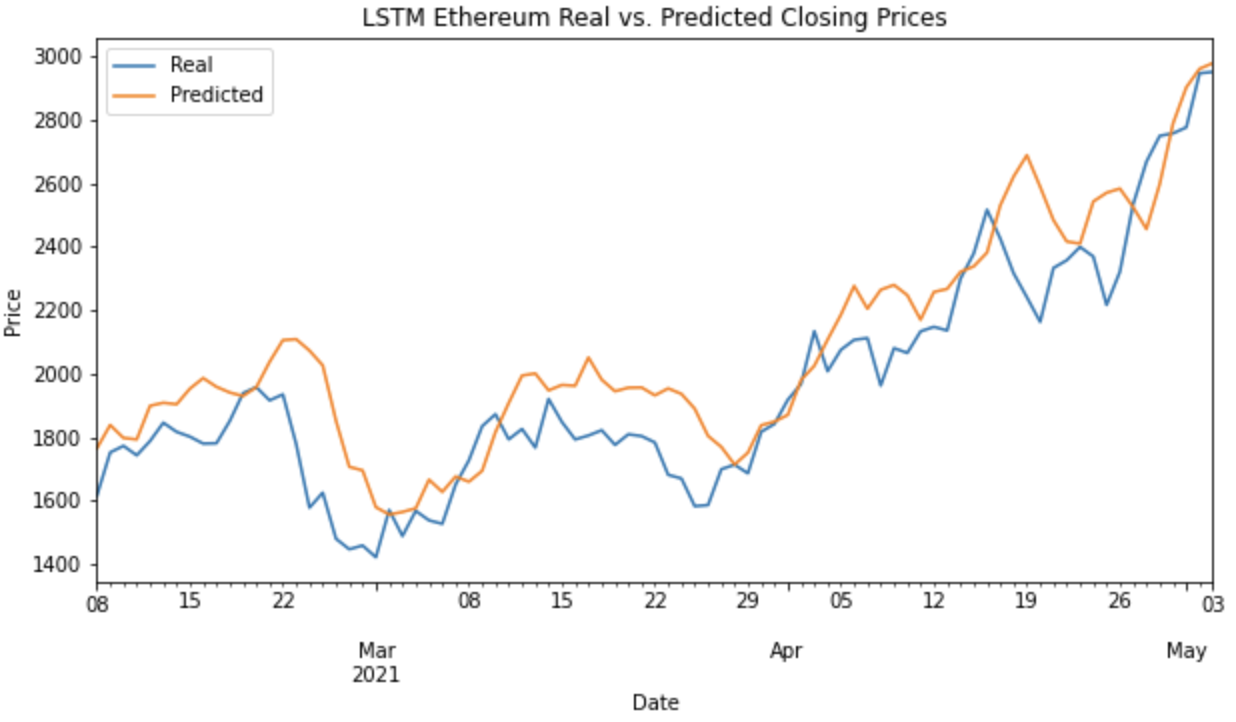 LSTM Ethereum Real vs. Predicted Closing Prices
Real
Predicted
3000
2800
2600
2400
2200
2000
1800
1600
1400
Price
08 15 22 08 15 22 29 05 12 19 26 03
Mar Apr May
2021
Date